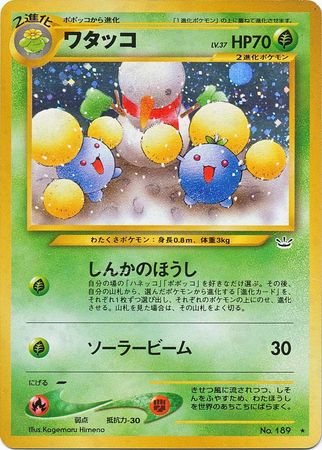 2進化
ポポッコから進化
「1進化ポケモン」の上に重ねて進化させます。
ワタッコ
LV.37 HP70
2進化ポケモン
わたくさポケモン:身長0.8m、体重3kg
しんかのほうし
自分の場の「ハネッコ」「ポポッコ」を好きなだけ選ぶ。その後、
自分の山札から、選んだポケモンから進化する「進化カード」を、
それぞれ1枚ずつ選び出し、それぞれのポケモンの上にのせ、進化
させる。山札を見た場合は、その山札をよく切る。
ソーラービーム 30
にげる
弱点
抵抗力-30
きせつ風に流されつつ、しそ
んをふやすため、わたほうし
を世界のあちこちにばらまく。
Illus.Kagemaru Himeno
No.189